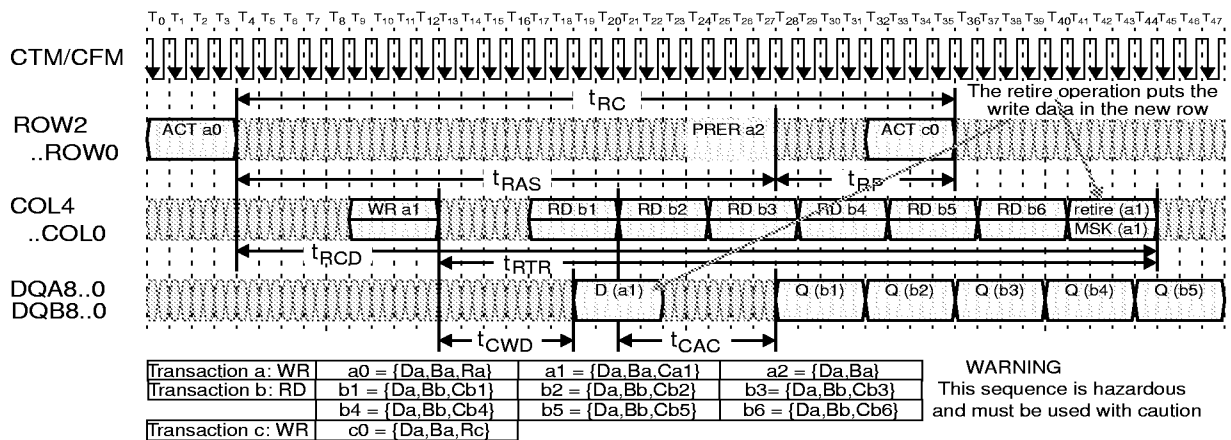 T0 T1 T2 T3 T4 T5 T6 T7 T8 T9 T10 T11 T12 T13 T14 T15 T16 T17 T18 T19 T20 T21 T22 T23 T24 T25 T26 T27 T28 T29 T30 T31 T32 T33 T34 T35 T36 T37 T38 T39 T40 T41 T42 T43 T44 T45 T46 T47
CTM/CFM
The retire operation puts the
write data in the new row
tRC
ROW2
..ROW0
ACT a0 PRER a2 ACT c0
tRAS tRP
COL4
..COL0
WR a1 RD b1 RD b2 RD b3 RD b4 RD b5 RD b6 retire (a1)
MSK (a1)
tRCD tRTR
DQA8..0
DQB8..0
D (a1) Q (b1) Q (b2) Q (b3) Q (b4) Q (b5)
tCWD tCAC
Transaction a: WR a0 = {Da,Ba,Ra} a1 = {Da,Ba,Ca1} a2 = {Da,Ba}
Transaction b: RD b1 = {Da,Bb,Cb1} b2 = {Da,Bb,Cb2} b3= {Da,Bb,Cb3}
b4 = {Da,Bb,Cb4} b5 = {Da,Bb,Cb5} b6 = {Da,Bb,Cb6}
Transaction c: WR c0 = {Da,Ba,Rc}
WARNING
This sequence is hazardous
and must be used with caution